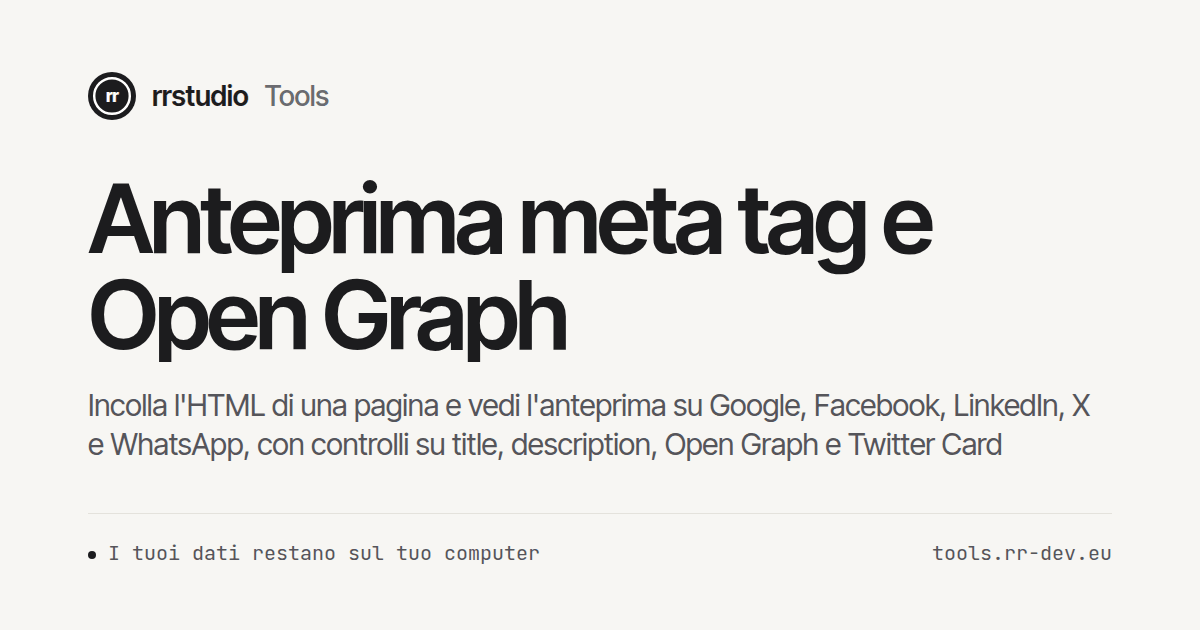 rr rrstudio Tools
Anteprima meta tag e
Open Graph
Incolla l'HTML di una pagina e vedi l'anteprima su Google, Facebook, LinkedIn, X
e WhatsApp, con controlli su title, description, Open Graph e Twitter Card
I tuoi dati restano sul tuo computer
tools.rr-dev.eu